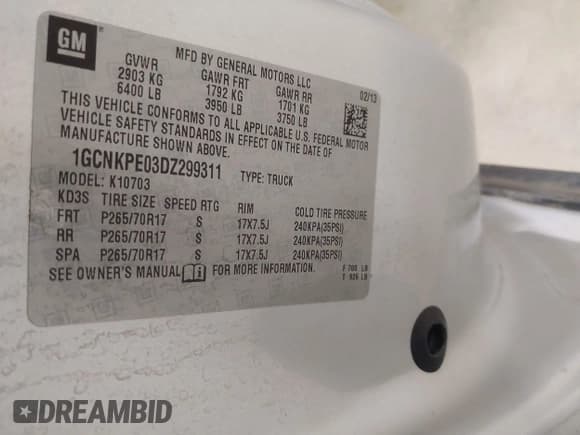 GM
MFD BY GENERAL MOTORS LLC
GVWR GAWR FRT GAWR RR 02/13
2903 KG 1792 KG 1701 KG
6400 LB 3950 LB 3750 LB
THIS VEHICLE CONFORMS TO ALL APPLICABLE U.S. FEDERAL MOTOR
VEHICLE SAFETY STANDARDS IN EFFECT ON THE DATE OF
MANUFACTURE SHOWN ABOVE.
1GCNKPE03DZ299311 TYPE: TRUCK
MODEL: K10703
KD3S TIRE SIZE SPEED RTG RIM COLD TIRE PRESSURE
FRT P265/70R17 S 17X7.5J 240KPA(35PSI)
RR P265/70R17 S 17X7.5J 240KPA(35PSI)
SPA P265/70R17 S 17X7.5J 240KPA(35PSI)
SEE OWNER'S MANUAL FOR MORE INFORMATION.
F 700 LB
T 926 LB
DREAMBID